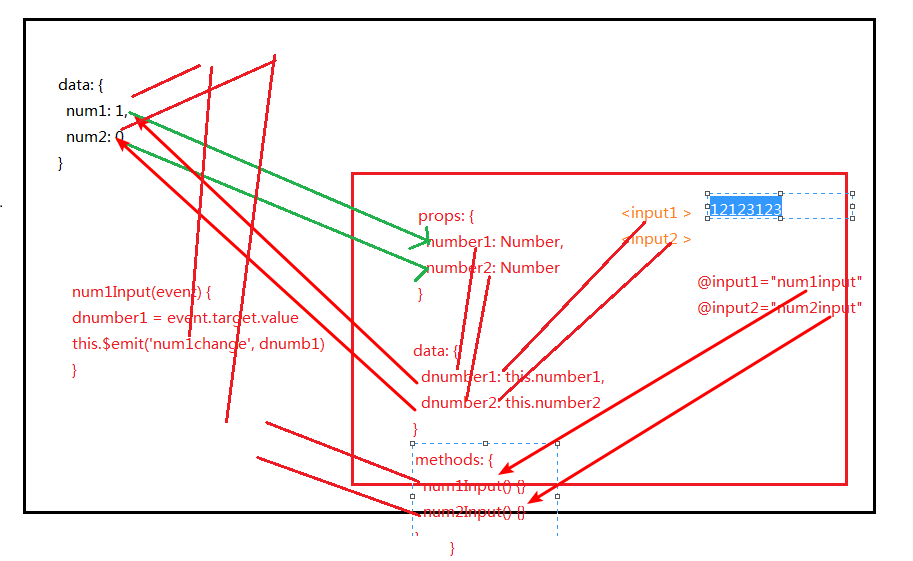 data: {
num1: 1,
num2: 0
}
num1Input(event) {
dnumber1 = event.target.value
this.$emit('num1change', dnumb1)
}
props: {
number1: Number,
number2: Number
}
<input1 >
<input2 >
12123123
@input1="num1input"
@input2="num2input"
data: {
dnumber1: this.number1,
dnumber2: this.number2
}
methods: {
num1Input() {}
num2Input() {}
}
}